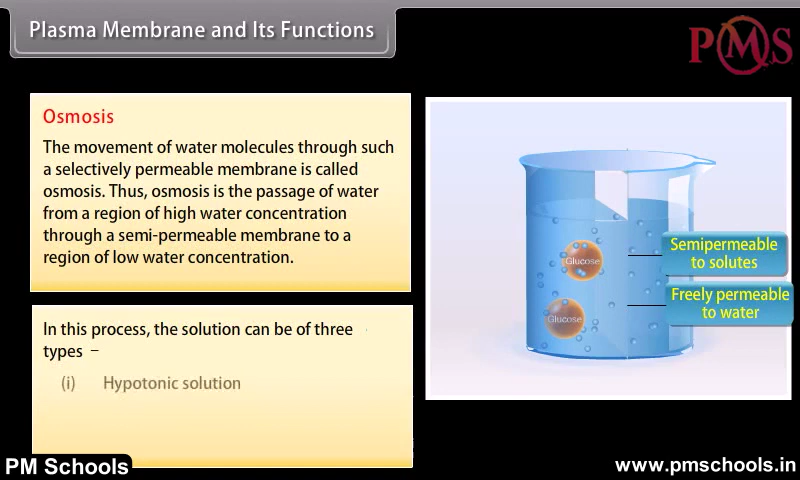 Plasma Membrane and Its Functions
PMS
Osmosis
The movement of water molecules through such
a selectively permeable membrane is called
osmosis. Thus, osmosis is the passage of water
from a region of high water concentration
through a semi-permeable membrane to a
region of low water concentration.
In this process, the solution can be of three
types –
(i) Hypotonic solution
Glucose
Glucose
Semipermeable
to solutes
Freely permeable
to water
PM Schools
www.pmschools.in